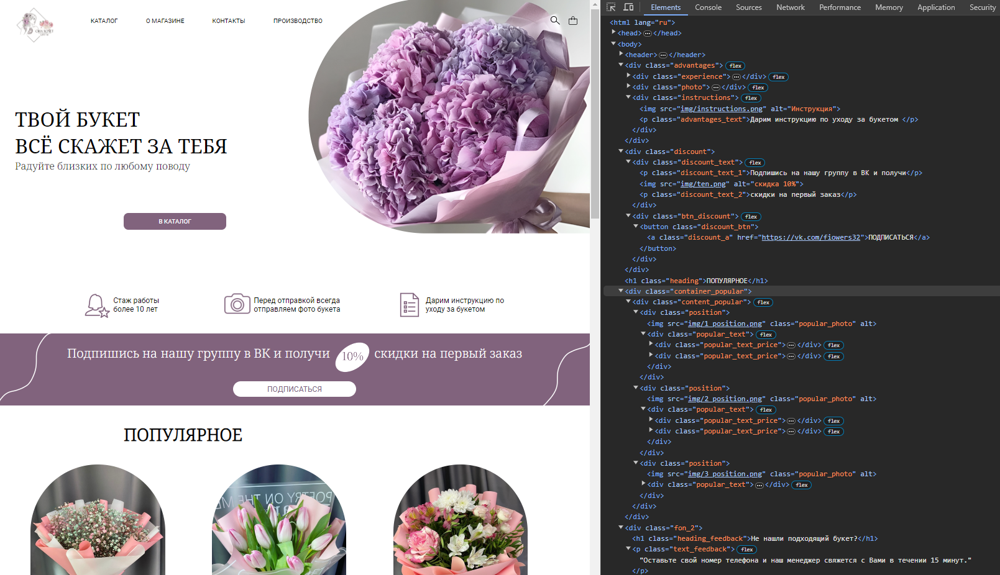 КАТАЛОГ
О МАГАЗИНЕ
КОНТАКТЫ
ПРОИЗВОДСТВО
ТВОЙ БУКЕТ
ВСЁ СКАЖЕТ ЗА ТЕБЯ
Радуйте близких по любому поводу
В КАТАЛОГ
Стаж работы
более 10 лет
Перед отправкой всегда
отправляем фото букета
Дарим инструкцию по
уходу за букетом
Подпишись на нашу группу в ВК и получи 10% скидки на первый заказ
ПОДПИСАТЬСЯ
ПОПУЛЯРНОЕ
POETRY ON THE
Elements
Console
Sources
Network
Performance
Memory
Application
Security
<html lang="ru">
<head>…</head>
<body>
<header>…</header>
<div class="advantages"> flex
<div class="experience">…</div> flex
<div class="photo">…</div> flex
<div class="instructions"> flex
<img src="img/instructions.png" alt="Инструкция">
<p class="advantages_text">Дарим инструкцию по уходу за букетом </p>
</div>
</div>
<div class="discount">
<div class="discount_text"> flex
<p class="discount_text_1">Подпишись на нашу группу в ВК и получи</p>
<img src="img/ten.png" alt="скидка 10%">
<p class="discount_text_2">скидки на первый заказ</p>
</div>
<div class="btn_discount"> flex
<button class="discount_btn">
<a class="discount_a" href="https://vk.com/fiowers32">ПОДПИСАТЬСЯ</a>
</button>
</div>
</div>
<h1 class="heading">ПОПУЛЯРНОЕ</h1>
<div class="container_popular">
<div class="content_popular"> flex
<div class="position">
<img src="img/1_position.png" class="popular_photo" alt>
<div class="popular_text"> flex
<div class="popular_text_price">…</div> flex
<div class="popular_text_price">…</div> flex
</div>
</div>
<div class="position">
<img src="img/2_position.png" class="popular_photo" alt>
<div class="popular_text"> flex
<div class="popular_text_price">…</div> flex
<div class="popular_text_price">…</div> flex
</div>
</div>
<div class="position">
<img src="img/3_position.png" class="popular_photo" alt>
<div class="popular_text">…</div> flex
</div>
</div>
</div>
<div class="fon_2">
<h1 class="heading_feedback">Не нашли подходящий букет?</h1>
<p class="text_feedback"> flex
"Оставьте свой номер телефона и наш менеджер свяжется с Вами в течении 15 минут."
</p>